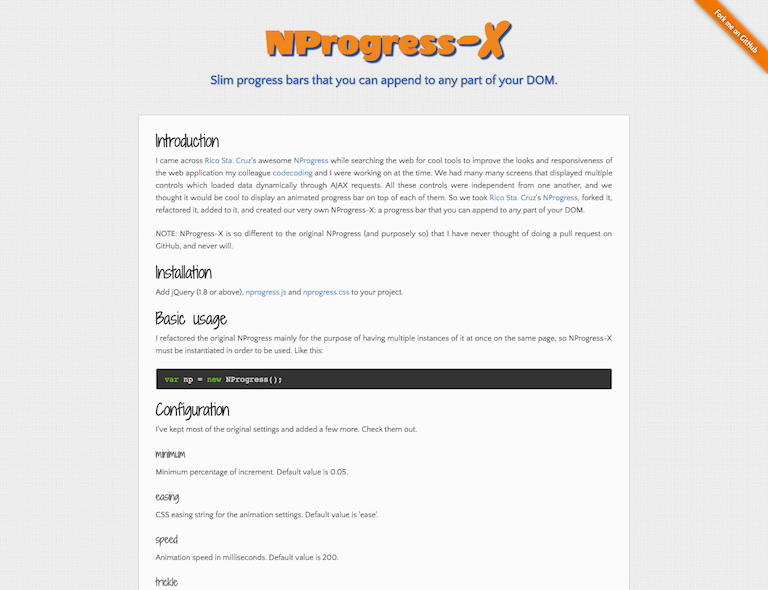 NProgress-X
Fork me on GitHub
Slim progress bars that you can append to any part of your DOM.
Introduction
I came across Rico Sta. Cruz's awesome NProgress while searching the web for cool tools to improve the looks and responsiveness of
the web application my colleague codecoding and I were working on at the time. We had many many screens that displayed multiple
controls which loaded data dynamically through AJAX requests. All these controls were independent from one another, and we
thought it would be cool to display an animated progress bar on top of each of them. So we took Rico Sta. Cruz's NProgress, forked it,
refactored it, added to it, and created our very own NProgress-X: a progress bar that you can append to any part of your DOM.
NOTE: NProgress-X is so different to the original NProgress (and purposely so) that I have never thought of doing a pull request on
GitHub, and never will.
Installation
Add jQuery (1.8 or above), nprogress.js and nprogress.css to your project.
Basic usage
I refactored the original NProgress mainly for the purpose of having multiple instances of it at once on the same page, so NProgress-X
must be instantiated in order to be used. Like this:
var np = new NProgress();
Configuration
I've kept most of the original settings and added a few more. Check them out.
minimum
Minimum percentage of increment. Default value is 0.05.
easing
CSS easing string for the animation settings. Default value is 'ease'.
speed
Animation speed in milliseconds. Default value is 200.
trickle